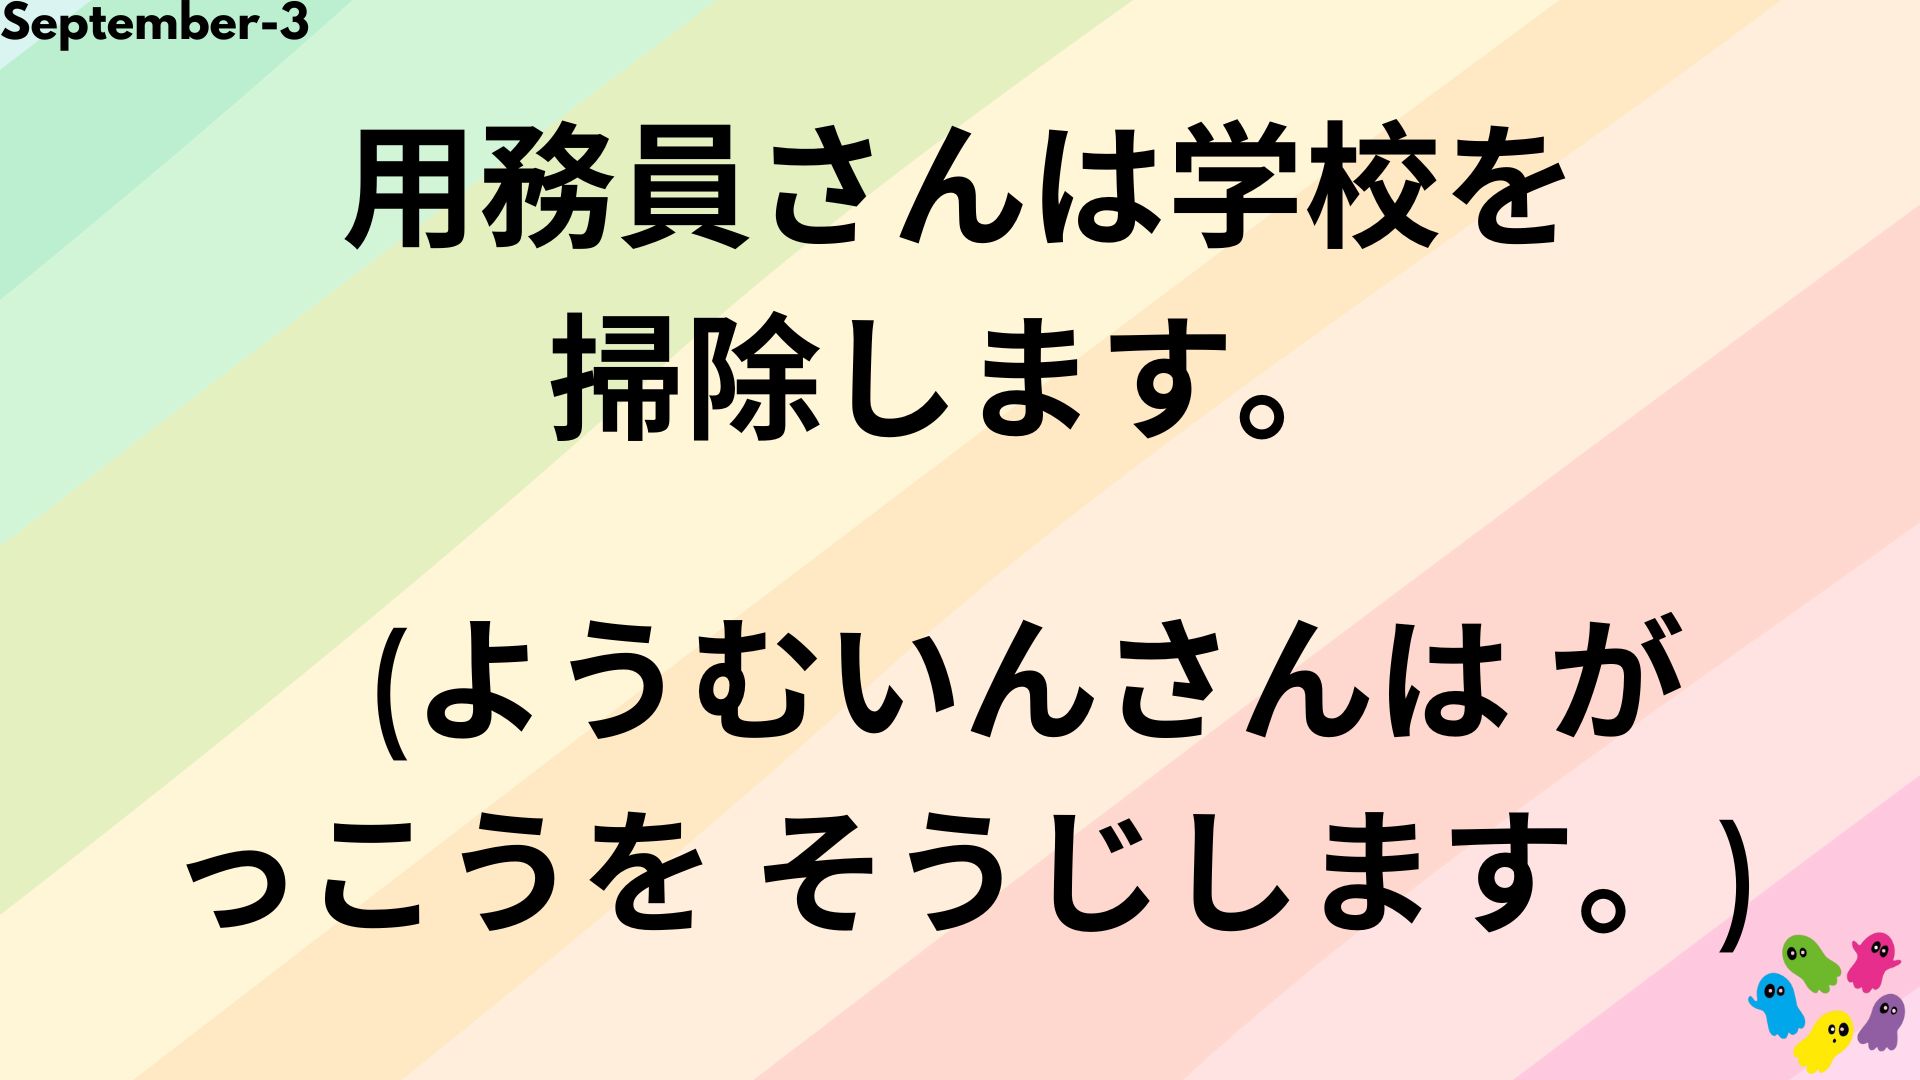 September-3
用務員さんは学校を
掃除します。
(ようむいんさんは が
っこうを そうじします。)